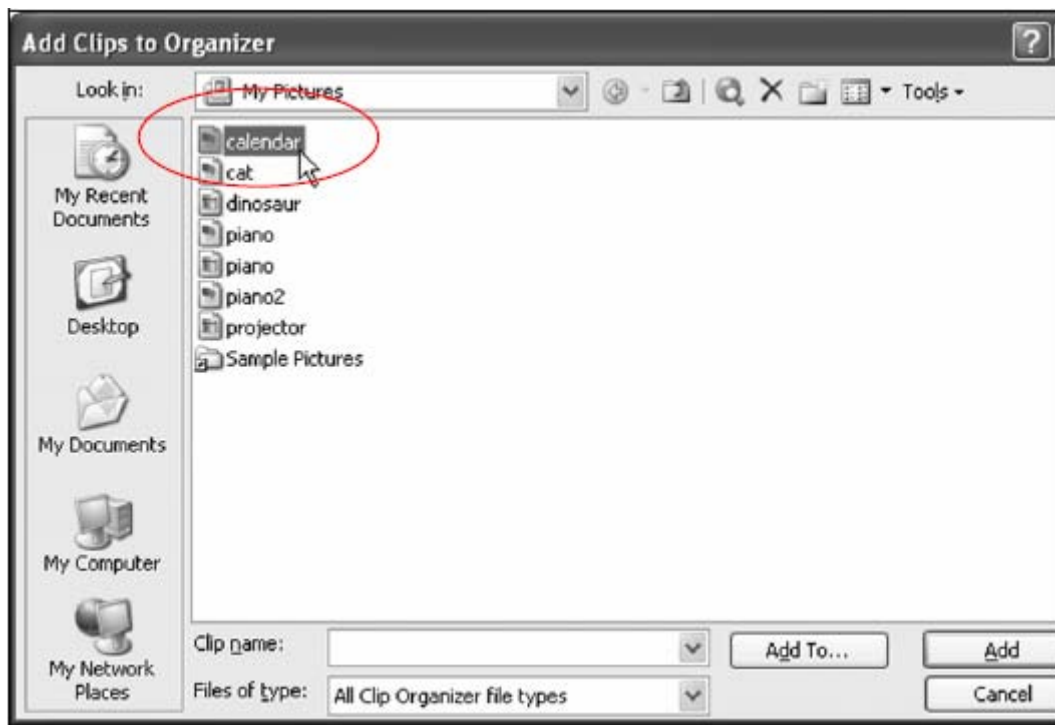 Add Clips to Organizer
?
Look in:
My Pictures
Tools
My Recent
Documents
Desktop
My Documents
My Computer
My Network
Places
calendar
cat
dinosaur
piano
piano
piano2
projector
Sample Pictures
Clip name:
Add To...
Add
Files of type:
All Clip Organizer file types
Cancel